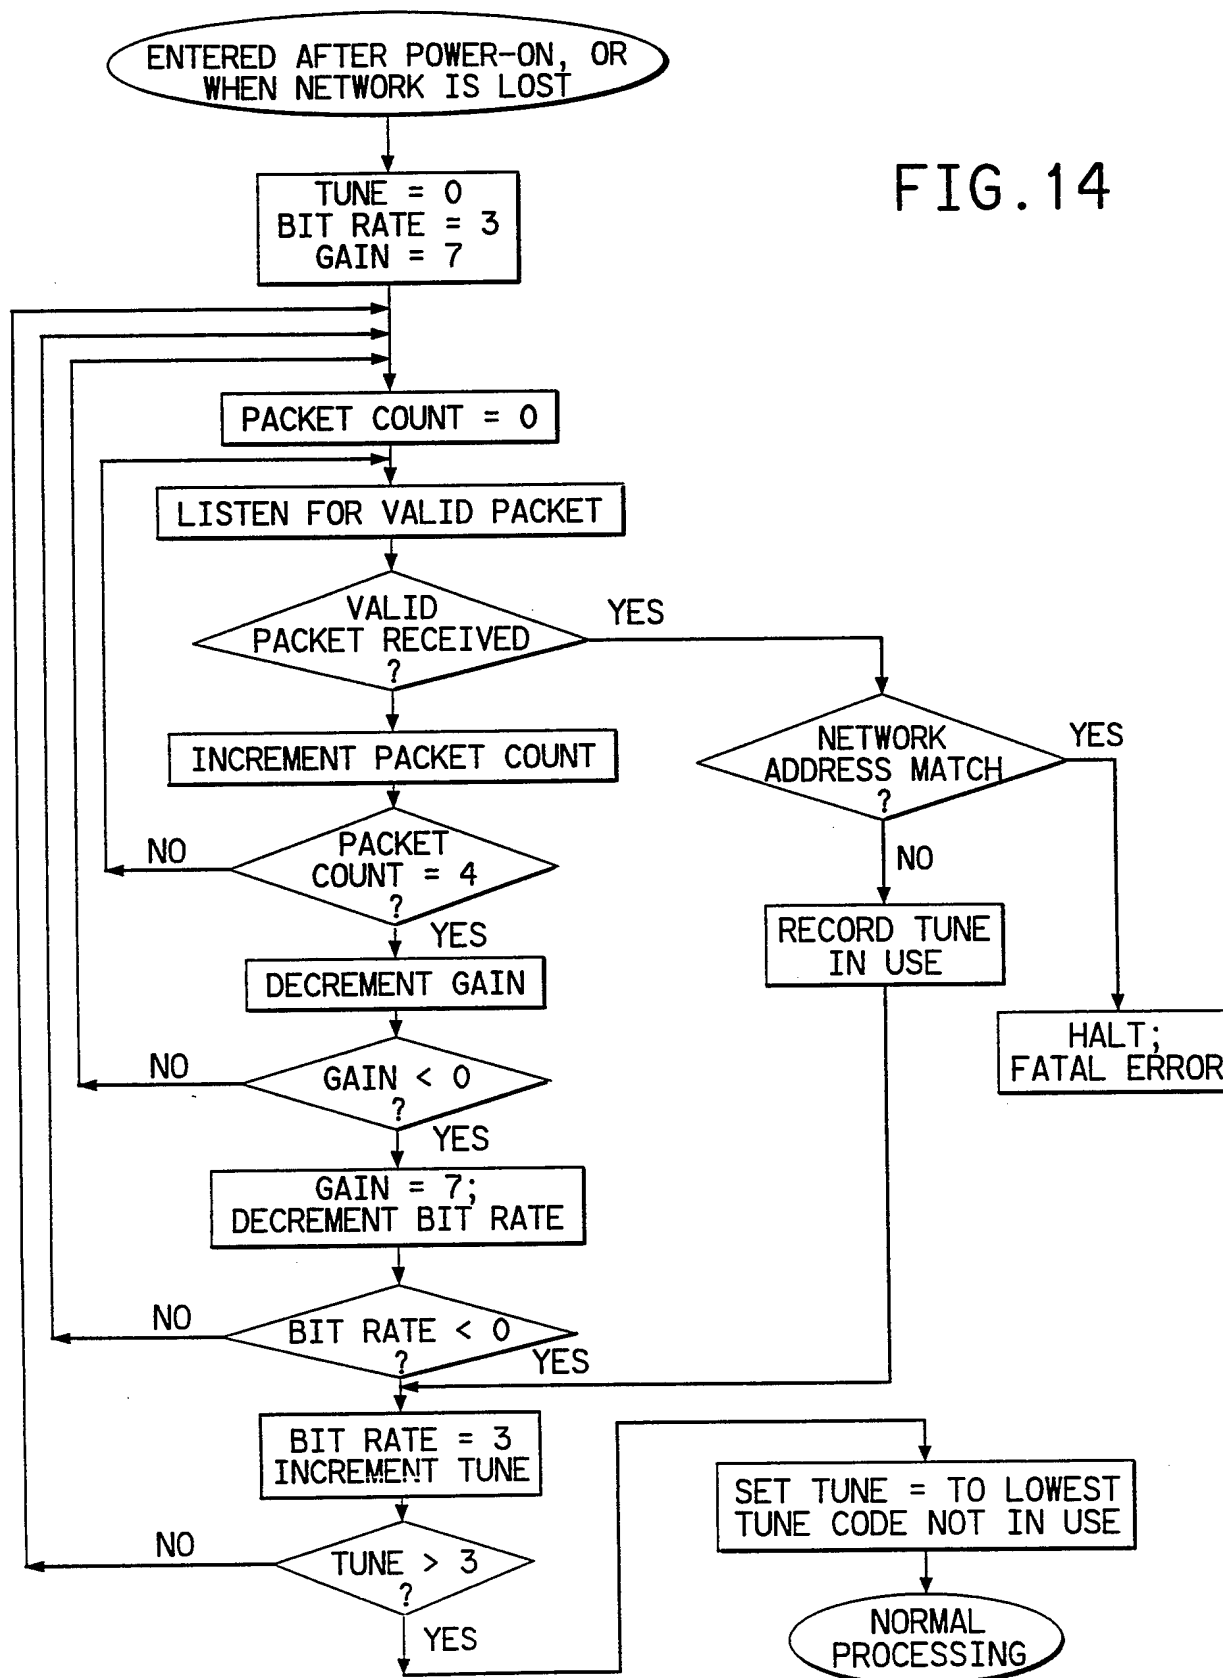 ENTERED AFTER POWER-ON, OR
WHEN NETWORK IS LOST
FIG.14
TUNE = 0
BIT RATE = 3
GAIN = 7
PACKET COUNT = 0
LISTEN FOR VALID PACKET
VALID
PACKET RECEIVED
?
YES
NETWORK
ADDRESS MATCH
?
YES
INCREMENT PACKET COUNT
NO
PACKET
COUNT = 4
?
YES
NO
RECORD TUNE
IN USE
DECREMENT GAIN
HALT;
FATAL ERROR
NO
GAIN < 0
?
YES
GAIN = 7;
DECREMENT BIT RATE
NO
BIT RATE < 0
?
YES
BIT RATE = 3
INCREMENT TUNE
SET TUNE = TO LOWEST
TUNE CODE NOT IN USE
NO
TUNE > 3
?
YES
NORMAL
PROCESSING